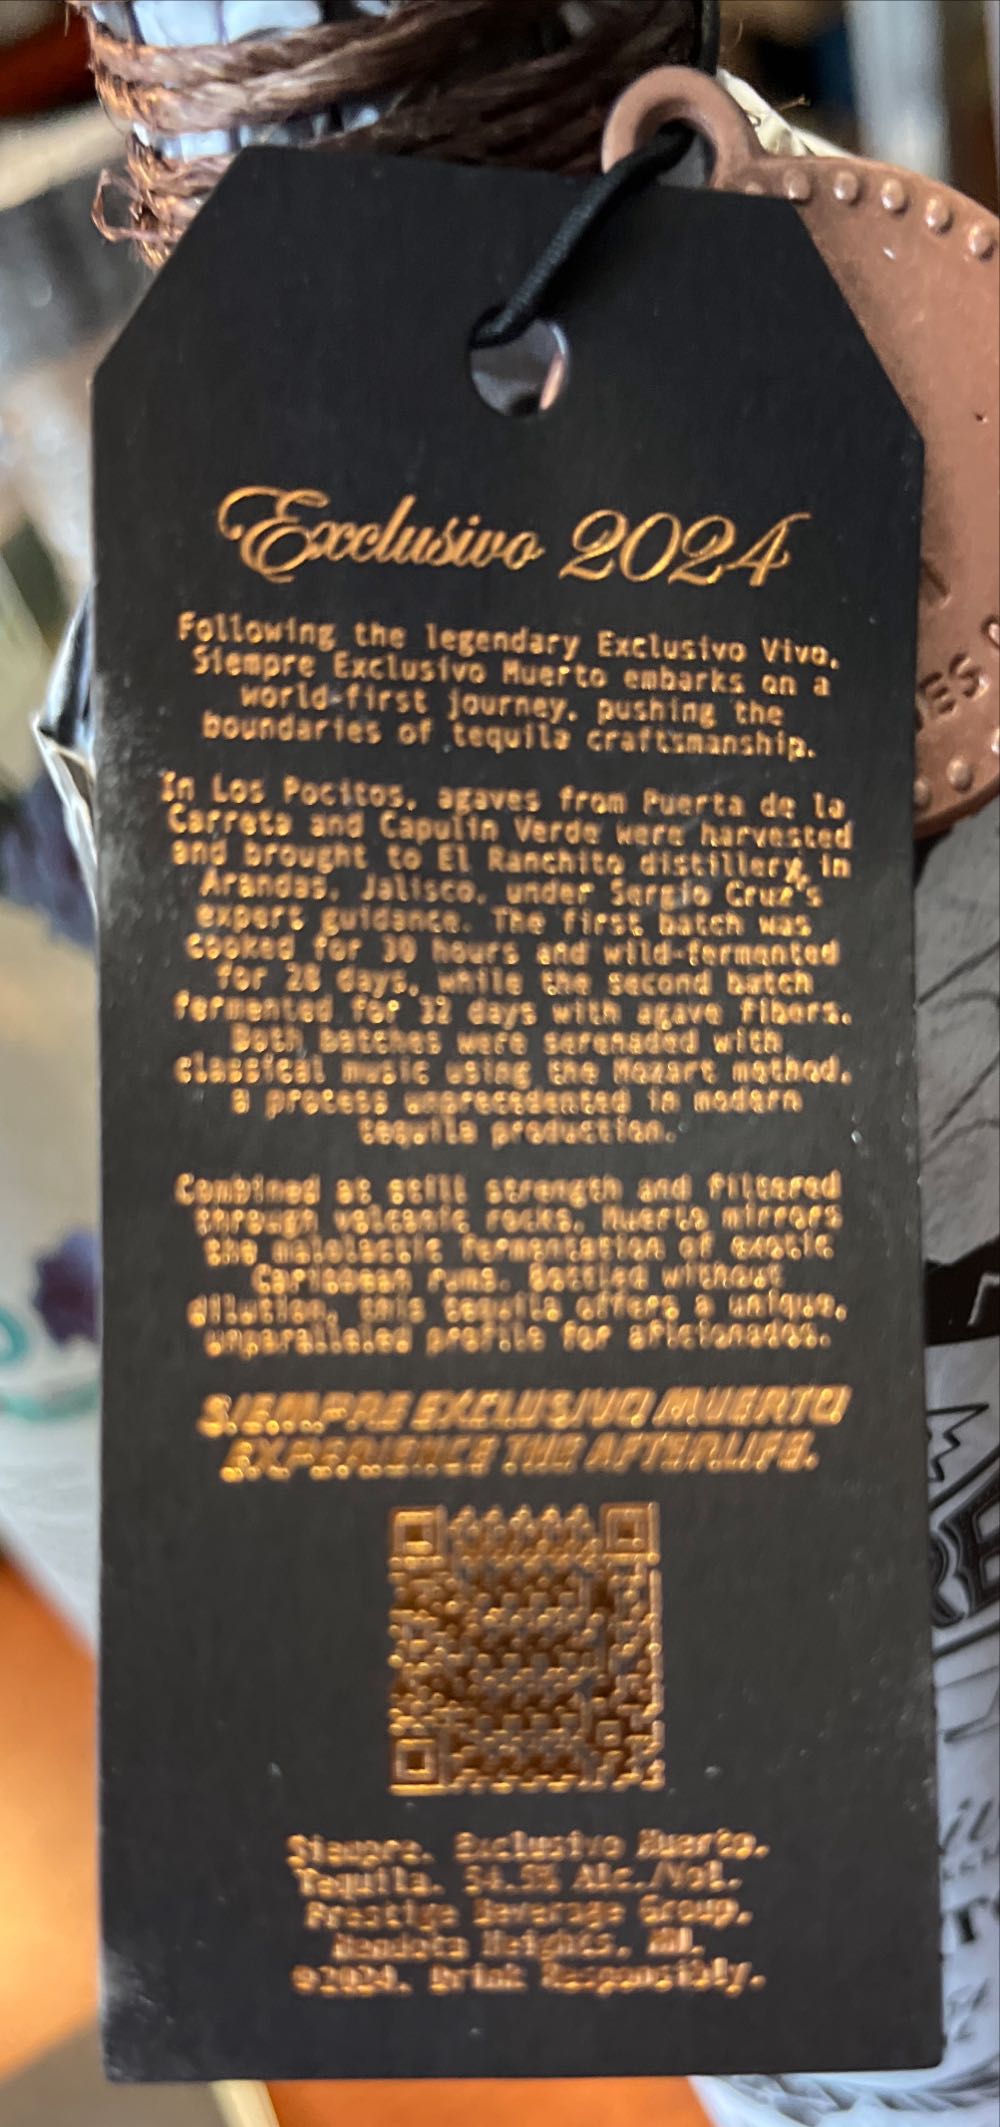 Exclusivo 2024
Following the legendary Exclusivo Vivo,
Siempre Exclusivo Muerto embarks on a
world-first journey, pushing the
boundaries of tequila craftsmanship.
In Los Pocitos, agaves from Puerta de la
Carreta and Capulin Verde were harvested
and brought to El Ranchito distillery, in
Arandas, Jalisco, under Sergio Cruz's
expert guidance. The first batch was
cooked for 30 hours and wild-fermented
for 28 days, while the second batch
fermented for 32 days with agave fibers.
Both batches were serenaded with
classical music using the Mozart method,
a process unprecedented in modern
tequila production.
Combined at still strength and filtered
through volcanic rocks, Muerto mirrors
the malolactic fermentation of exotic
Caribbean rums. Bottled without
dilution, this tequila offers a unique,
unparalleled profile for aficionados.
SIEMPRE EXCLUSIVO MUERTO
EXPERIENCE THE AFTERLIFE.
Siempre. Exclusivo Muerto.
Tequila. 54.5% Alc./Vol.
Prestige Beverage Group,
Mendota Heights, MN.
©2024. Drink Responsibly.